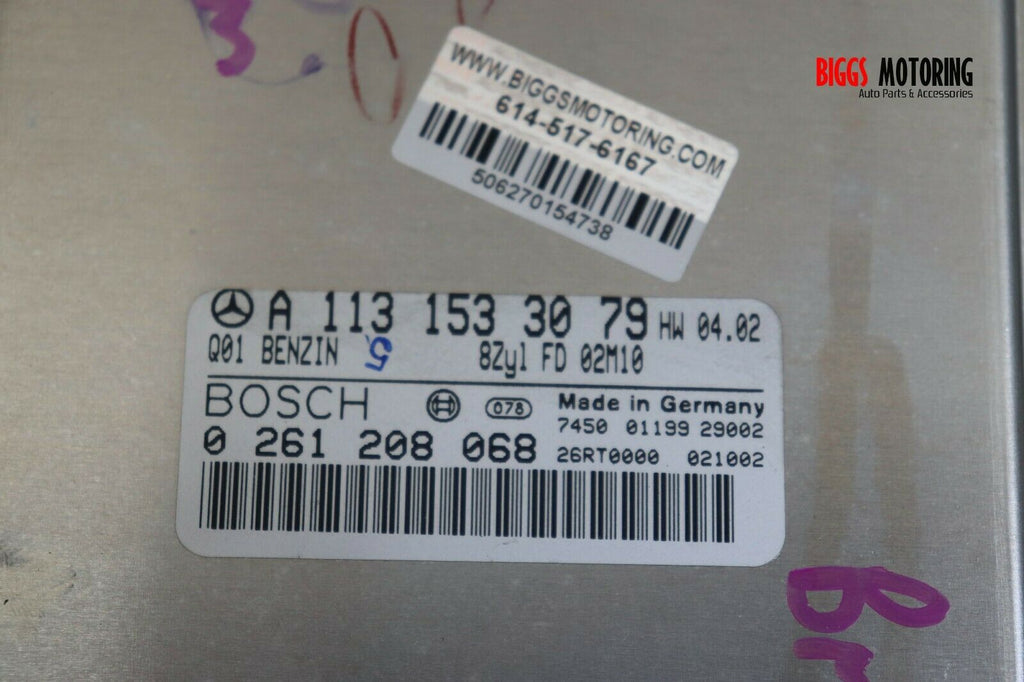 BIGGS MOTORING
Auto Parts & Accessories
WWW.BIGGSMOTORING.COM
614-517-6167
506270154738
A 113 153 30 79 HW 04.02
Q01 BENZIN 5 8Zyl FD 02M10
BOSCH 078 Made in Germany
7450 01199 29002
0 261 208 068 26RT0000 021002